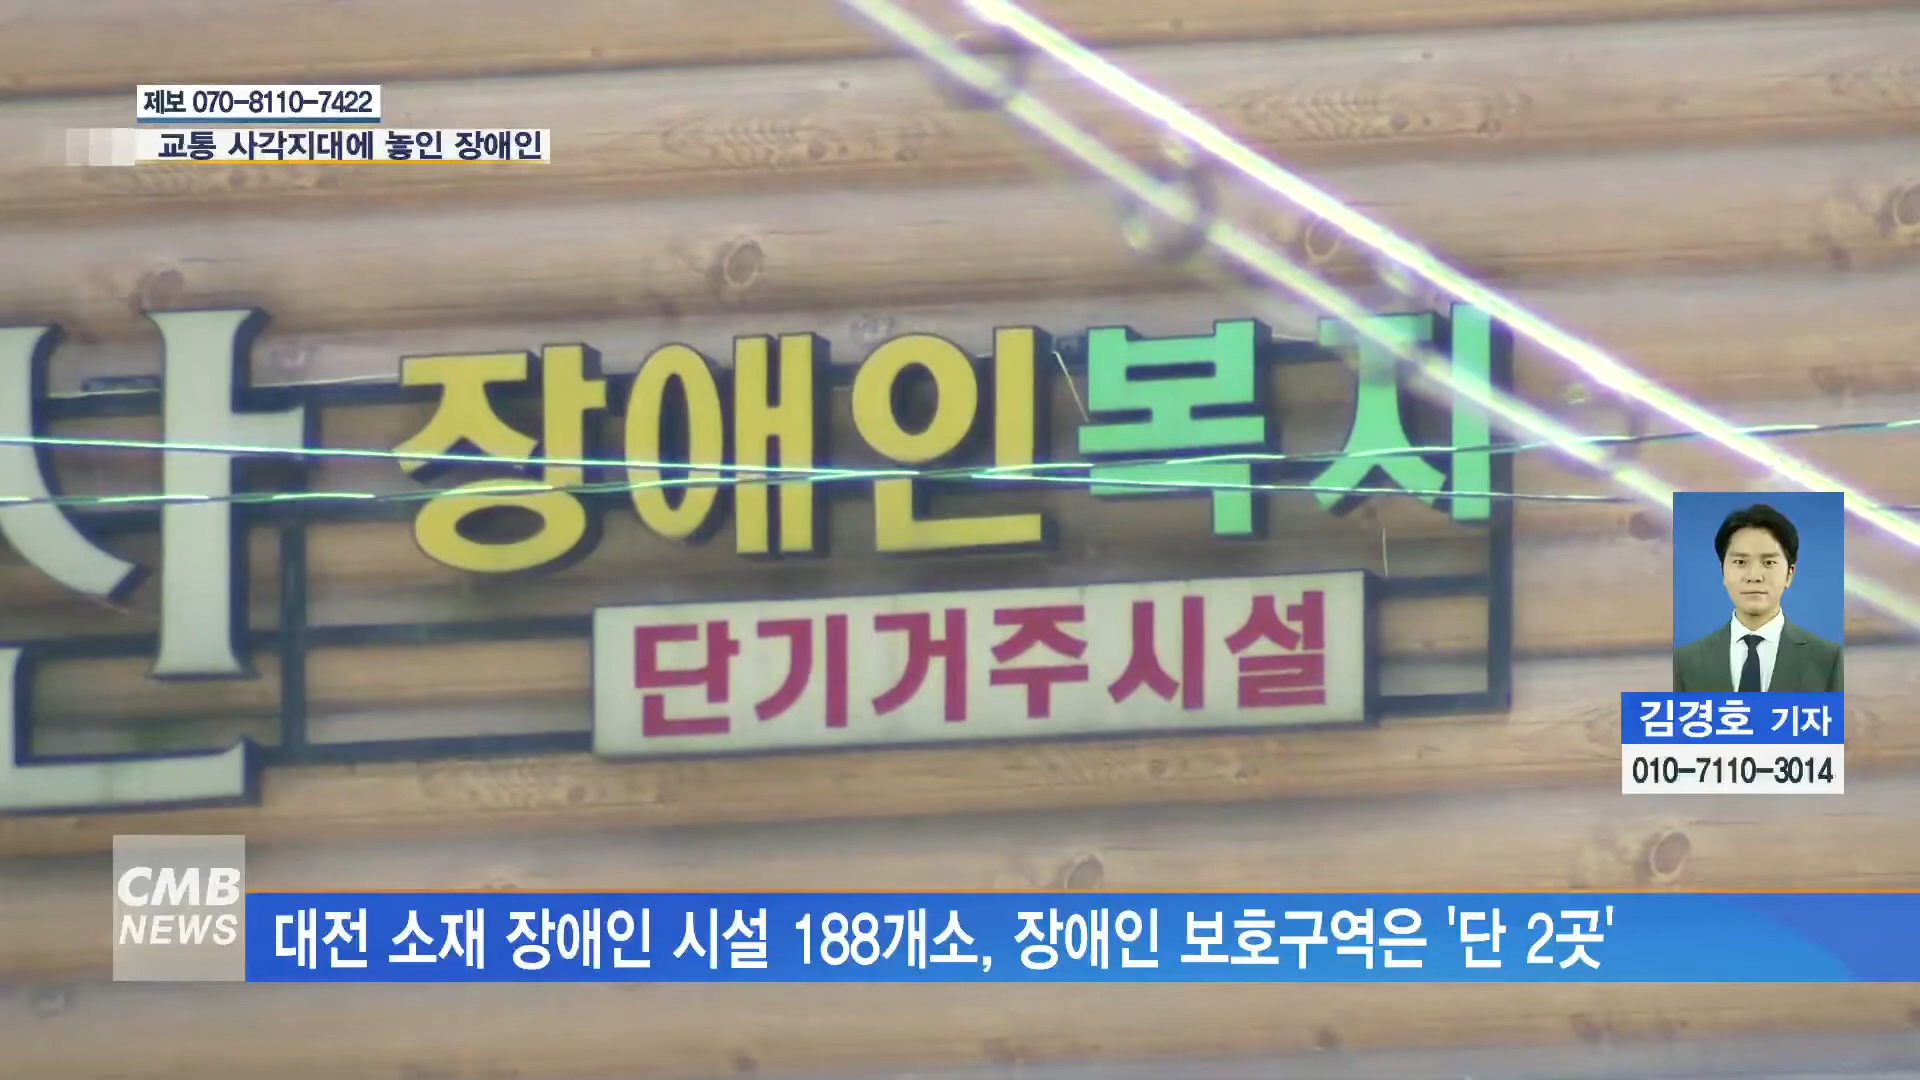 제보 070-8110-7422
교통 사각지대에 놓인 장애인
장애인복지
단기거주시설
김경호 기자
010-7110-3014
CMB
NEWS
대전 소재 장애인 시설 188개소, 장애인 보호구역은 '단 2곳'